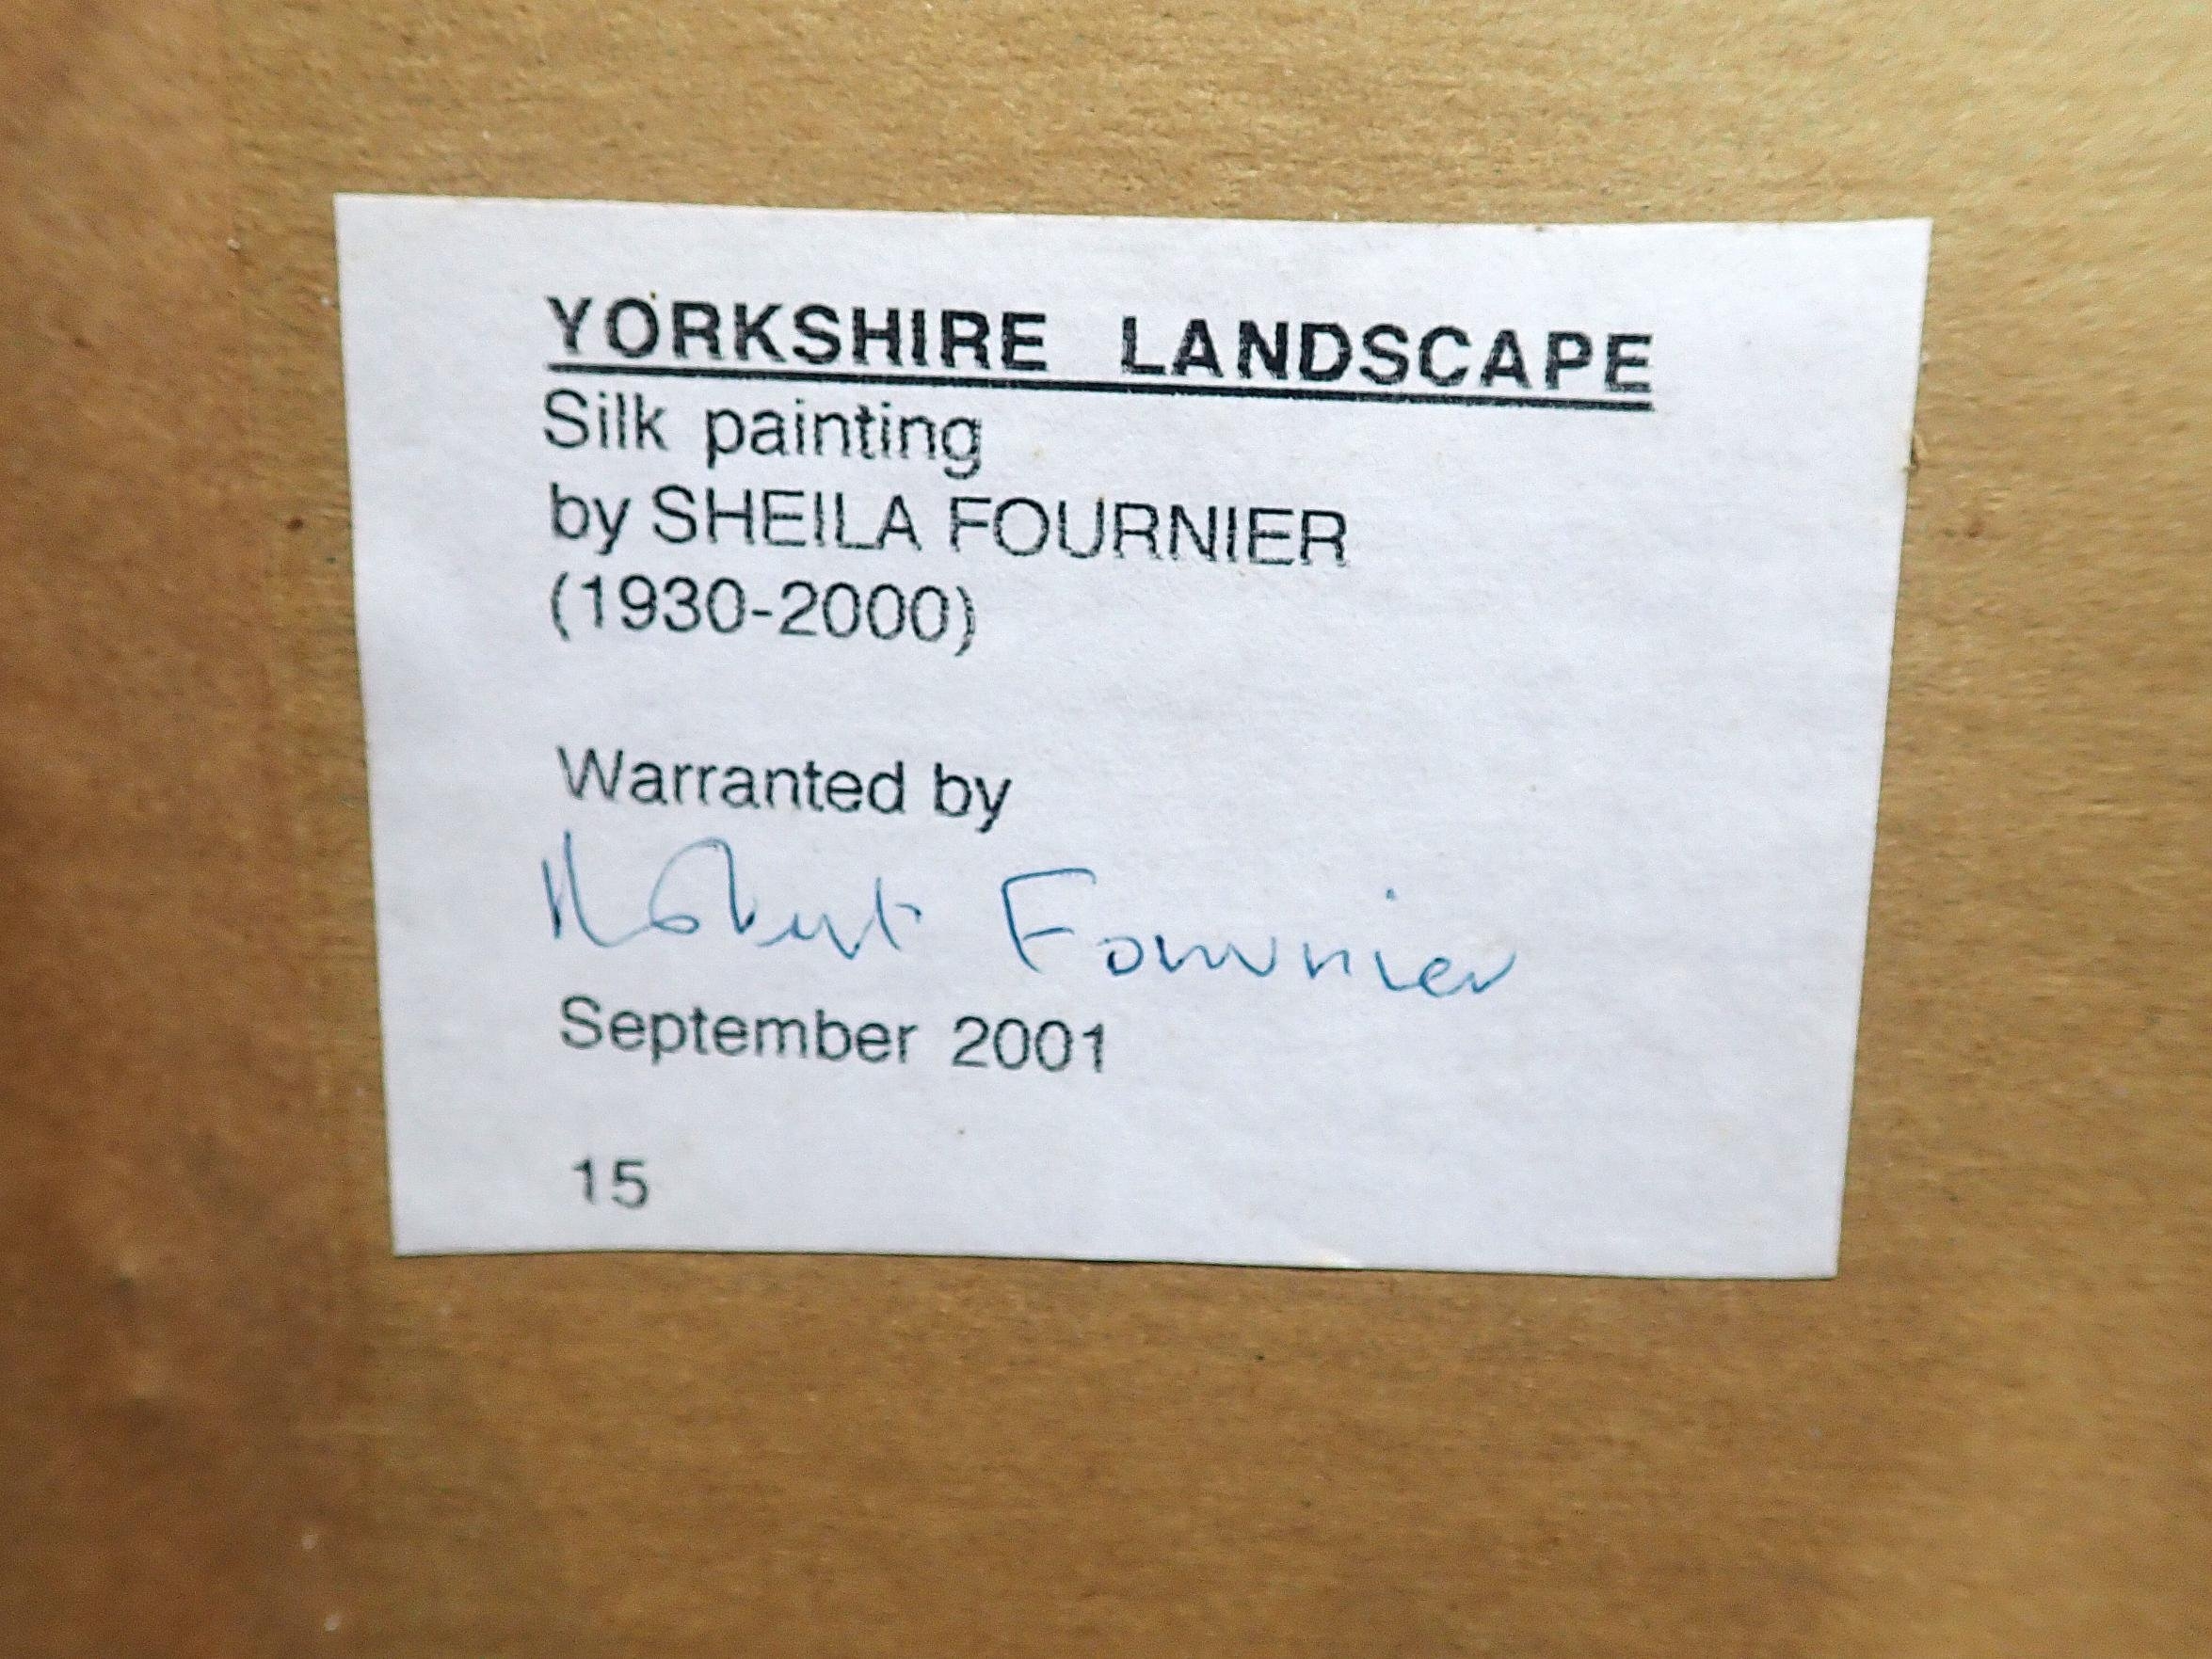 YORKSHIRE LANDSCAPE
Silk painting
by SHEILA FOURNIER
(1930-2000)
Warranted by
Robert Fournier
September 2001
15